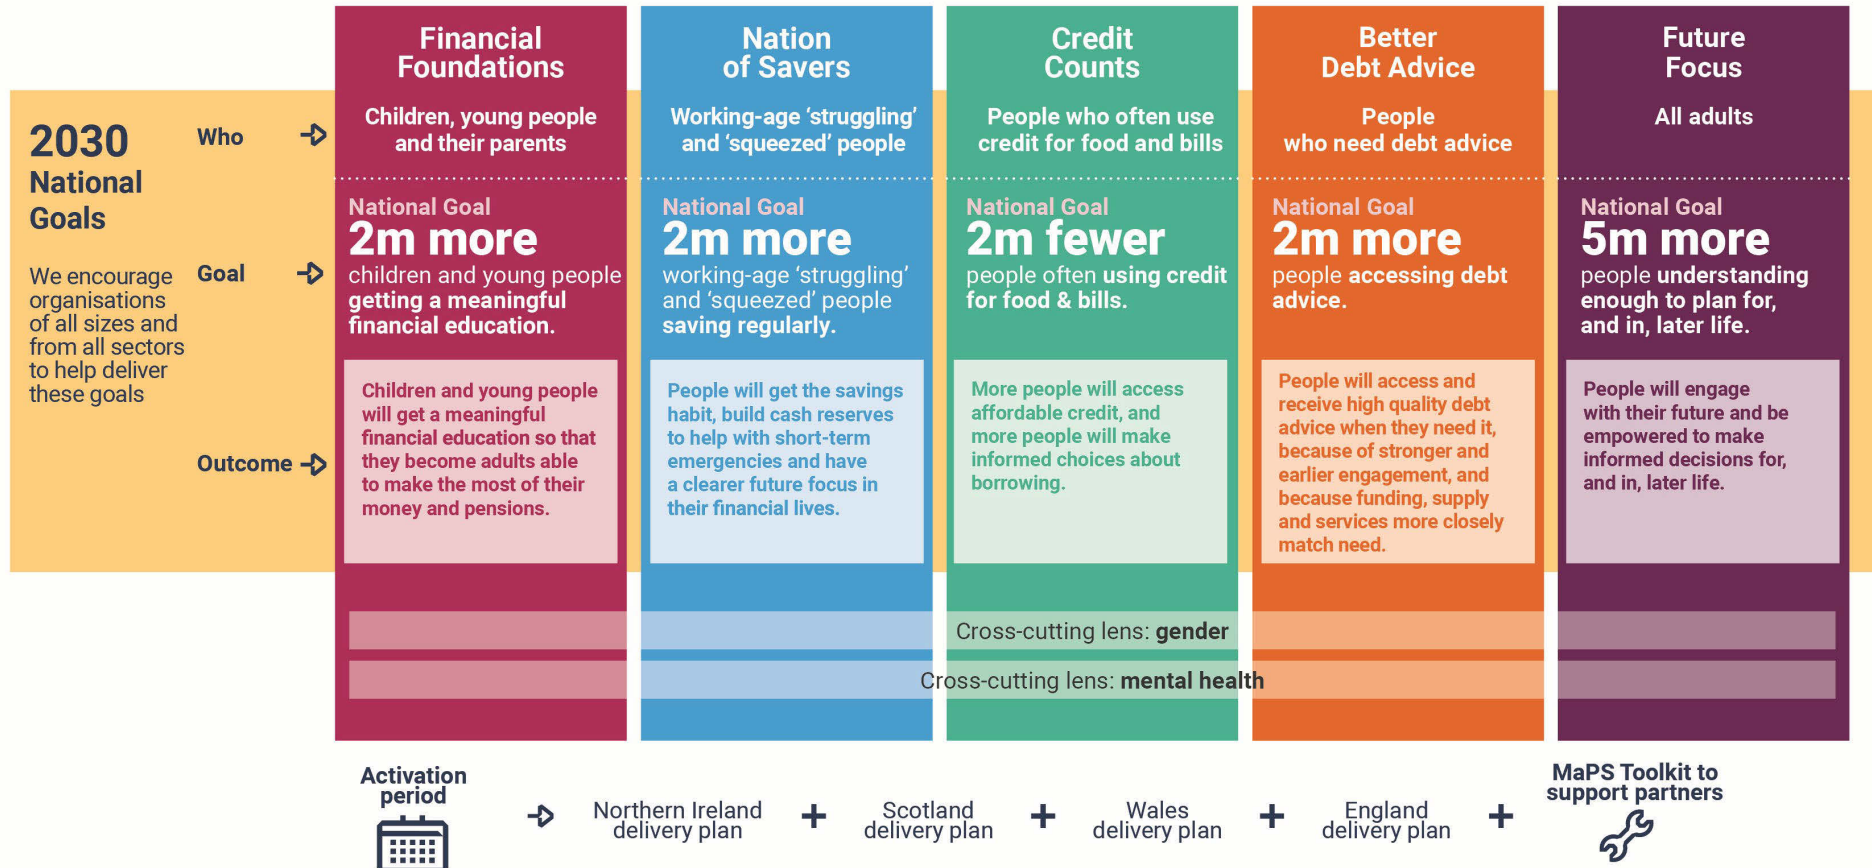 2030
National
Goals
We encourage
organisations
of all sizes and
from all sectors
to help deliver
these goals
Who
Goal
Outcome
Financial
Foundations
Children, young people
and their parents
National Goal
2m more
children and young people
getting a meaningful
financial education.
Children and young people
will get a meaningful
financial education so that
they become adults able
to make the most of their
money and pensions.
Nation
of Savers
Working-age ‘struggling’
and ‘squeezed’ people
National Goal
2m more
working-age ‘struggling’
and ‘squeezed’ people
saving regularly.
People will get the savings
habit, build cash reserves
to help with short-term
emergencies and have
a clearer future focus in
their financial lives.
Credit
Counts
People who often use
credit for food and bills
National Goal
2m fewer
people often using credit
for food & bills.
More people will access
affordable credit, and
more people will make
informed choices about
borrowing.
Better
Debt Advice
People
who need debt advice
National Goal
2m more
people accessing debt
advice.
People will access and
receive high quality debt
advice when they need it,
because of stronger and
earlier engagement, and
because funding, supply
and services more closely
match need.
Future
Focus
All adults
National Goal
5m more
people understanding
enough to plan for,
and in, later life.
People will engage
with their future and be
empowered to make
informed decisions for,
and in, later life.
Cross-cutting lens: gender
Cross-cutting lens: mental health
Activation
period
Northern Ireland
delivery plan
+
Scotland
delivery plan
+
Wales
delivery plan
+
England
delivery plan
+
MaPS Toolkit to
support partners